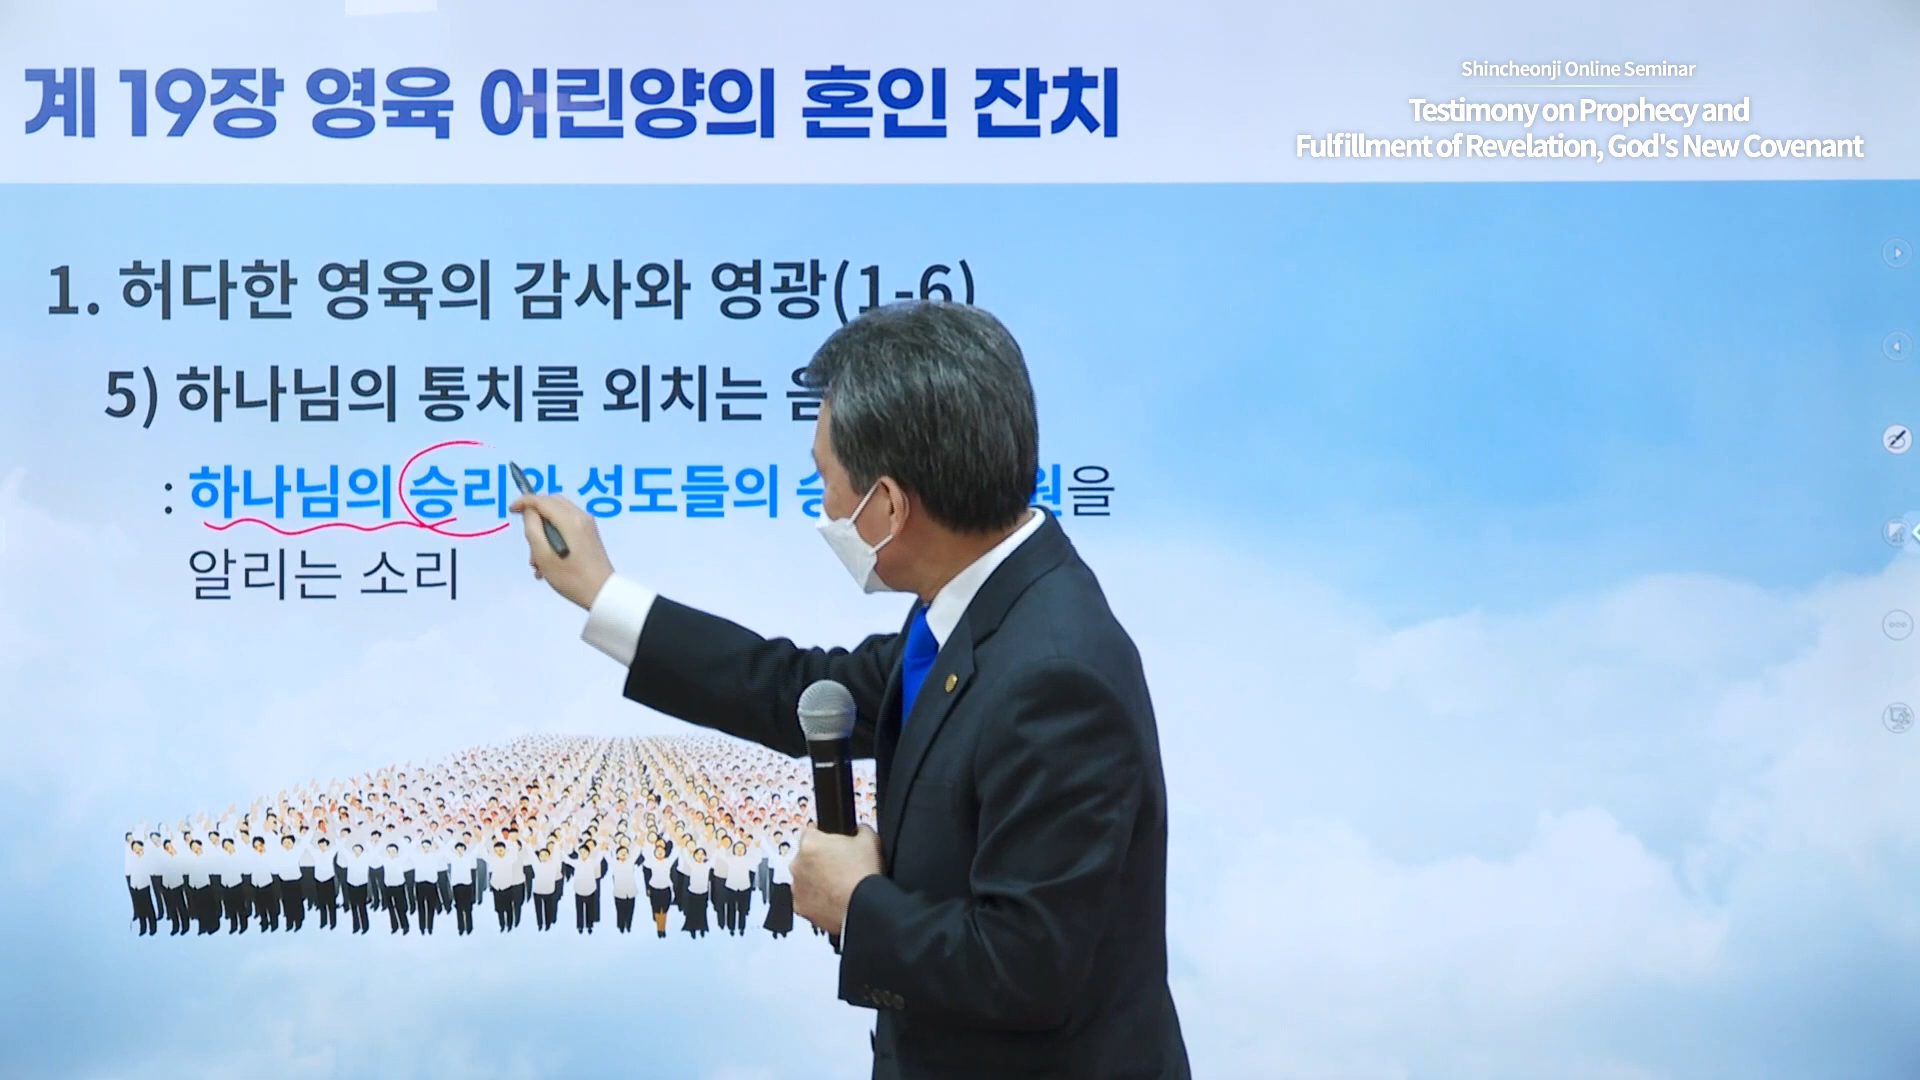 계 19장 영육 어린양의 혼인 잔치
Shincheonji Online Seminar
Testimony on Prophecy and
Fulfillment of Revelation, God's New Covenant
1. 허다한 영육의 감사와 영광(1-6)
5) 하나님의 통치를 외치는
: 하나님의 승리와 성도들의 을
알리는 소리